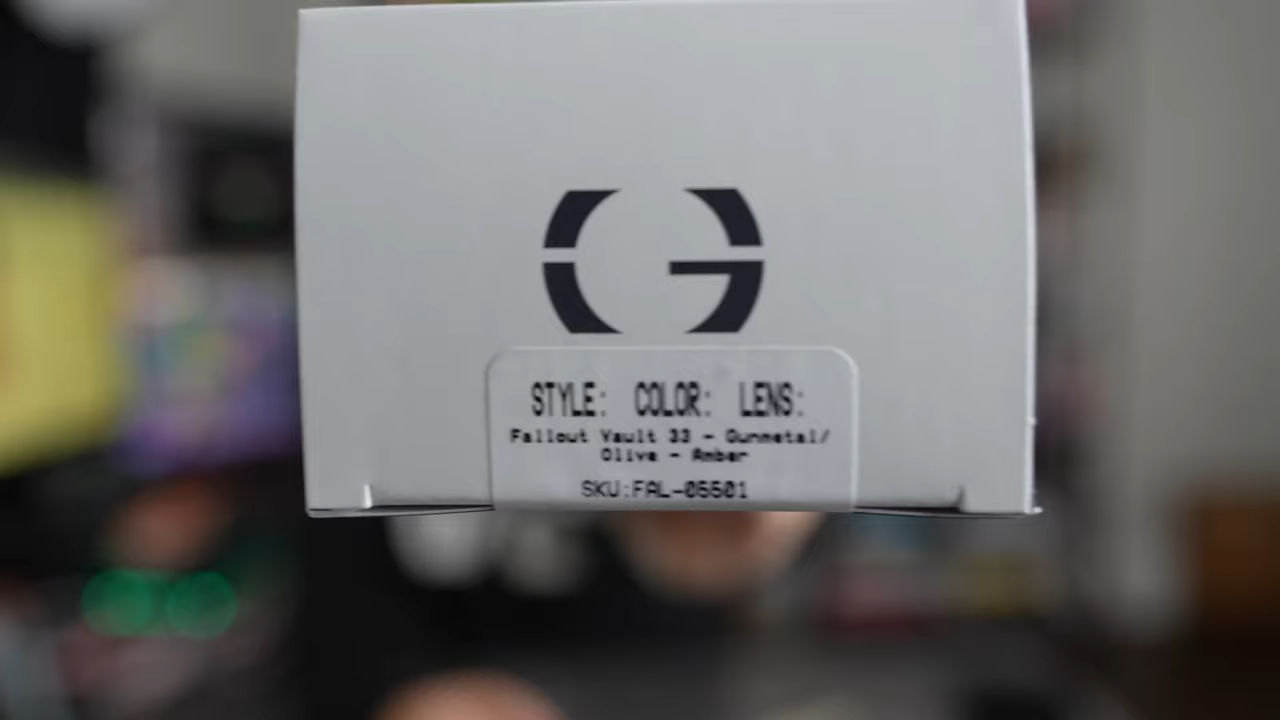 G
STYLE: COLOR: LENS:
Fallout Vault 33 - Gunmetal/
Olive - Amber
SKU:FAL-05501